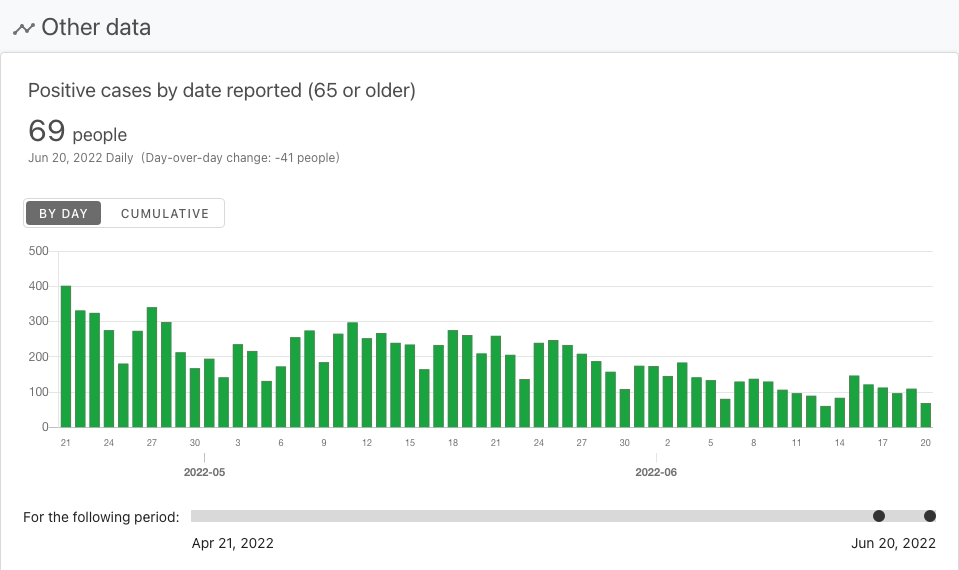 Other data
Positive cases by date reported (65 or older)
69 people
Jun 20, 2022 Daily (Day-over-day change: -41 people)
BY DAY CUMULATIVE
500
400
300
200
100
0
21 24 27 30 3 6 9 12 15 18 21 24 27 30 2 5 8 11 14 17 20
2022-05 2022-06
For the following period:
Apr 21, 2022 Jun 20, 2022